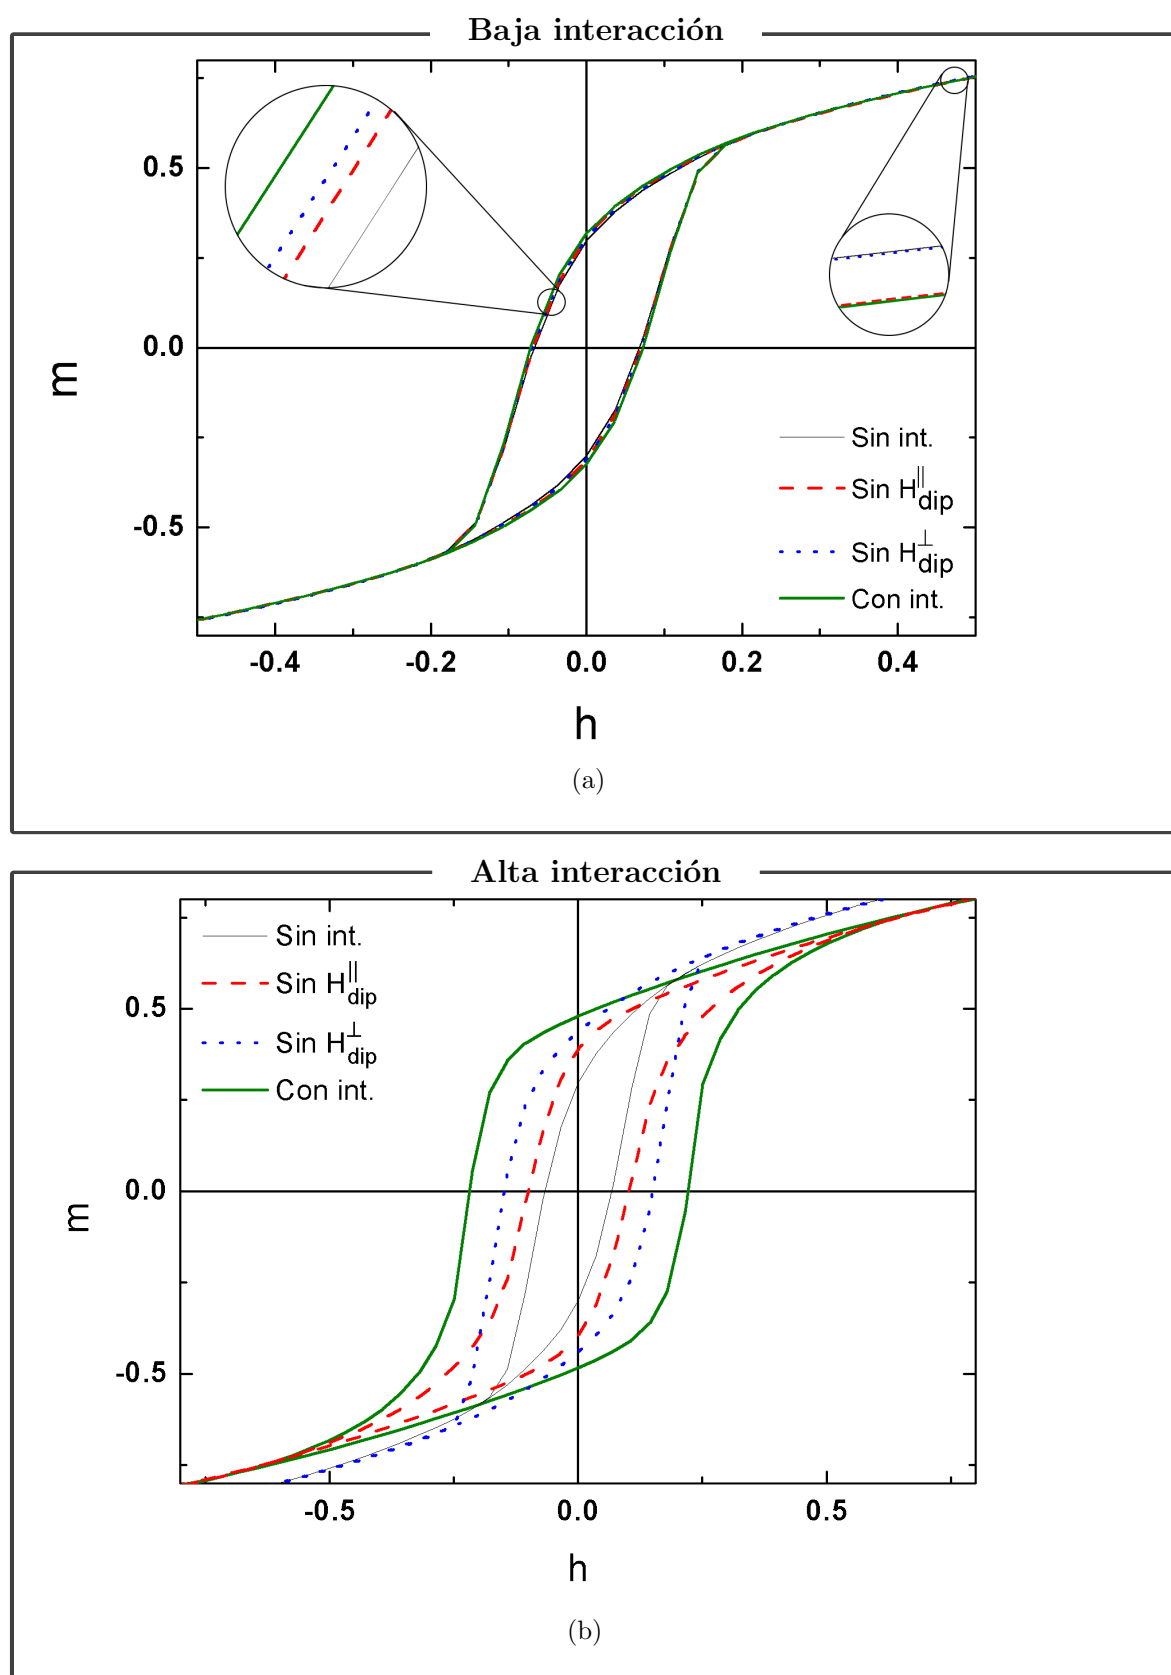 Baja interacción
0.5
0.0
-0.5
m
Sin int.
Sin H||dip
Sin H⊥dip
Con int.
-0.4 -0.2 0.0 0.2 0.4
h
(a)
Alta interacción
Sin int.
Sin H||dip
Sin H⊥dip
Con int.
0.5
0.0
-0.5
m
-0.5 0.0 0.5
h
(b)